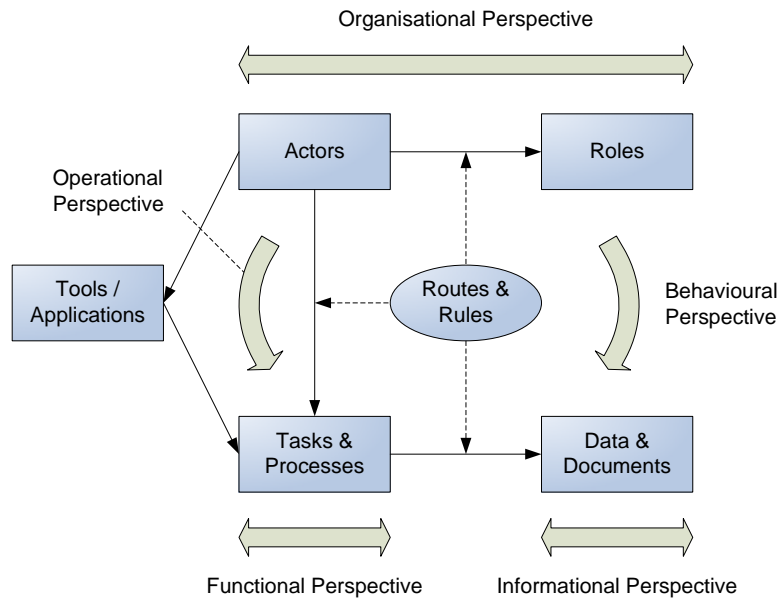 Organisational Perspective
Actors
Roles
Operational
Perspective
Tools /
Applications
Routes &
Rules
Behavioural
Perspective
Tasks &
Processes
Data &
Documents
Functional Perspective
Informational Perspective